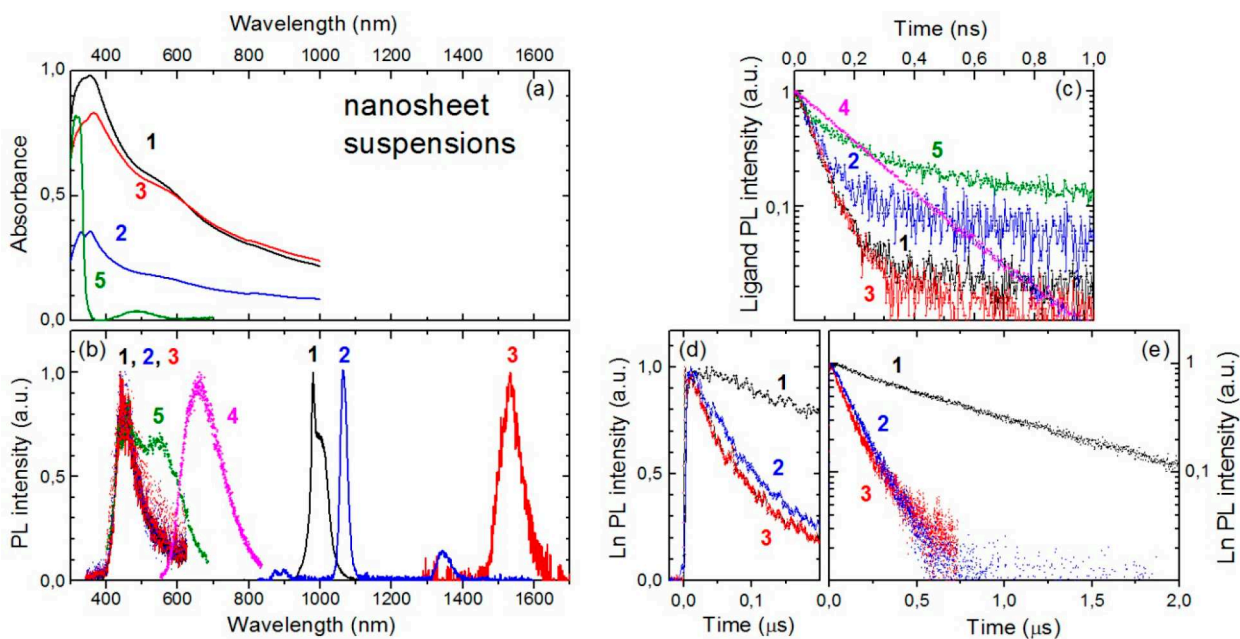 Wavelength (nm)
400 600 800 1000 1200 1400 1600
1,0
0,5
0,0
Absorbance
(a)
nanosheet
suspensions
1
3
2
5
(b)
1, 2, 3
5
4
1
2
3
1,0
0,5
0,0
PL intensity (a.u.)
400 600 800 1000 1200 1400 1600
Wavelength (nm)
Time (ns)
0,0 0,2 0,4 0,6 0,8 1,0
1
0,1
Ligand PL intensity (a.u.)
(c)
4
5
2
1
3
(d)
1
2
3
1,0
0,5
0,0
Ln PL intensity (a.u.)
0,0 0,1
Time (μs)
(e)
1
2
3
1
0,1
Ln PL intensity (a.u.)
0,0 0,5 1,0 1,5 2,0
Time (μs)